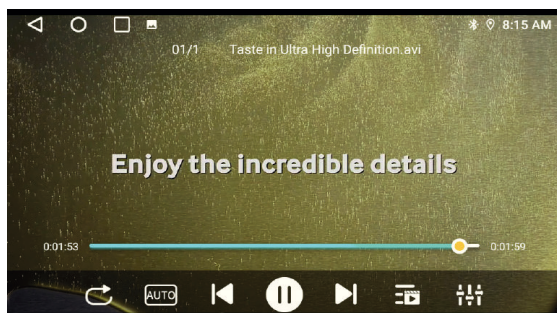 8:15 AM
01/1 Taste in Ultra High Definition.avi
Enjoy the incredible details
0:01:53 0:01:59
AUTO